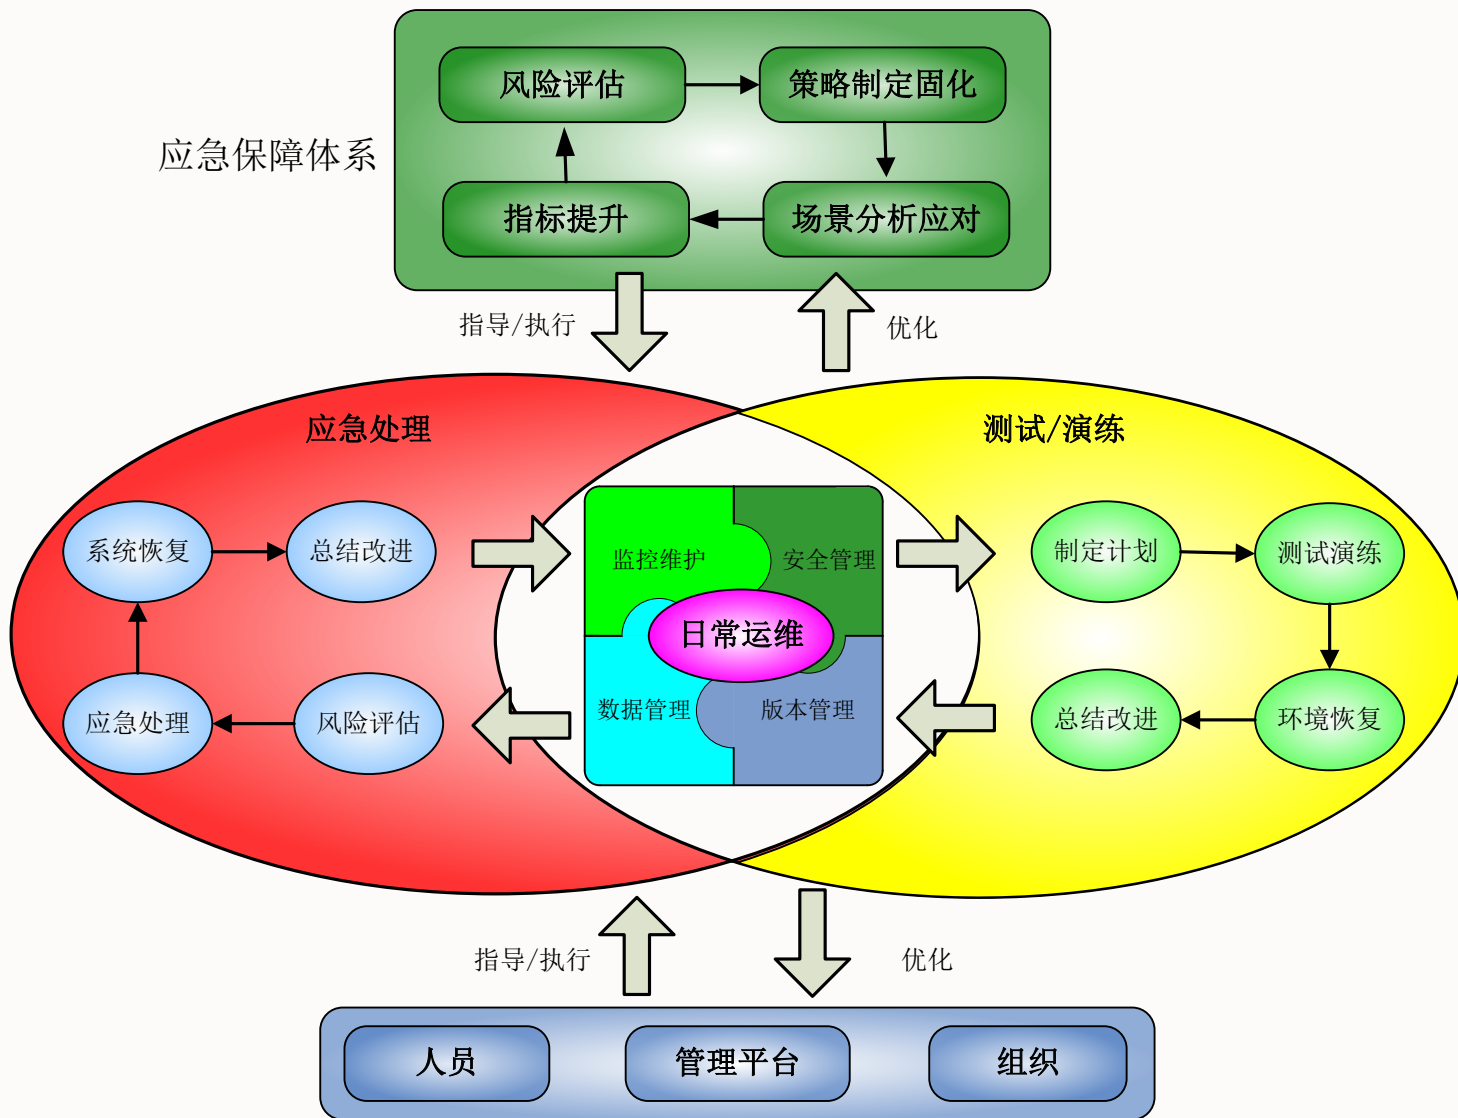 风险评估
策略制定固化
应急保障体系
指标提升
场景分析应对
指导/执行
优化
应急处理
测试/演练
系统恢复
总结改进
监控维护
安全管理
制定计划
测试演练
日常运维
应急处理
风险评估
数据管理
版本管理
总结改进
环境恢复
指导/执行
优化
人员
管理平台
组织